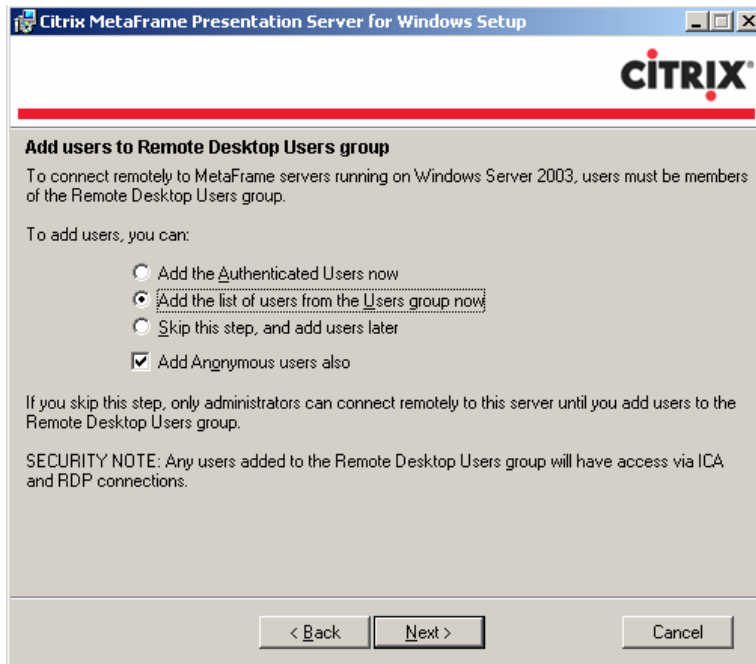 Citrix MetaFrame Presentation Server for Windows Setup
CİTRIX®
Add users to Remote Desktop Users group
To connect remotely to MetaFrame servers running on Windows Server 2003, users must be members
of the Remote Desktop Users group.
To add users, you can:
Add the Authenticated Users now
Add the list of users from the Users group now
Skip this step, and add users later
Add Anonymous users also
If you skip this step, only administrators can connect remotely to this server until you add users to the
Remote Desktop Users group.
SECURITY NOTE: Any users added to the Remote Desktop Users group will have access via ICA
and RDP connections.
< Back
Next >
Cancel